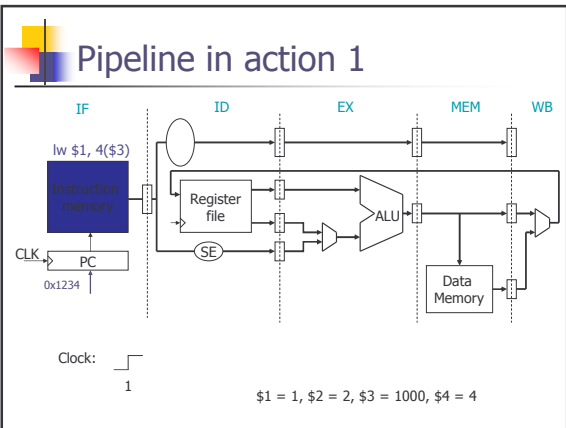 Pipeline in action 1
IF ID EX MEM WB
lw $1, 4($3)
Instruction
memory
Register
file
ALU
SE
CLK
PC
0x1234
Data
Memory
Clock:
1
$1 = 1, $2 = 2, $3 = 1000, $4 = 4